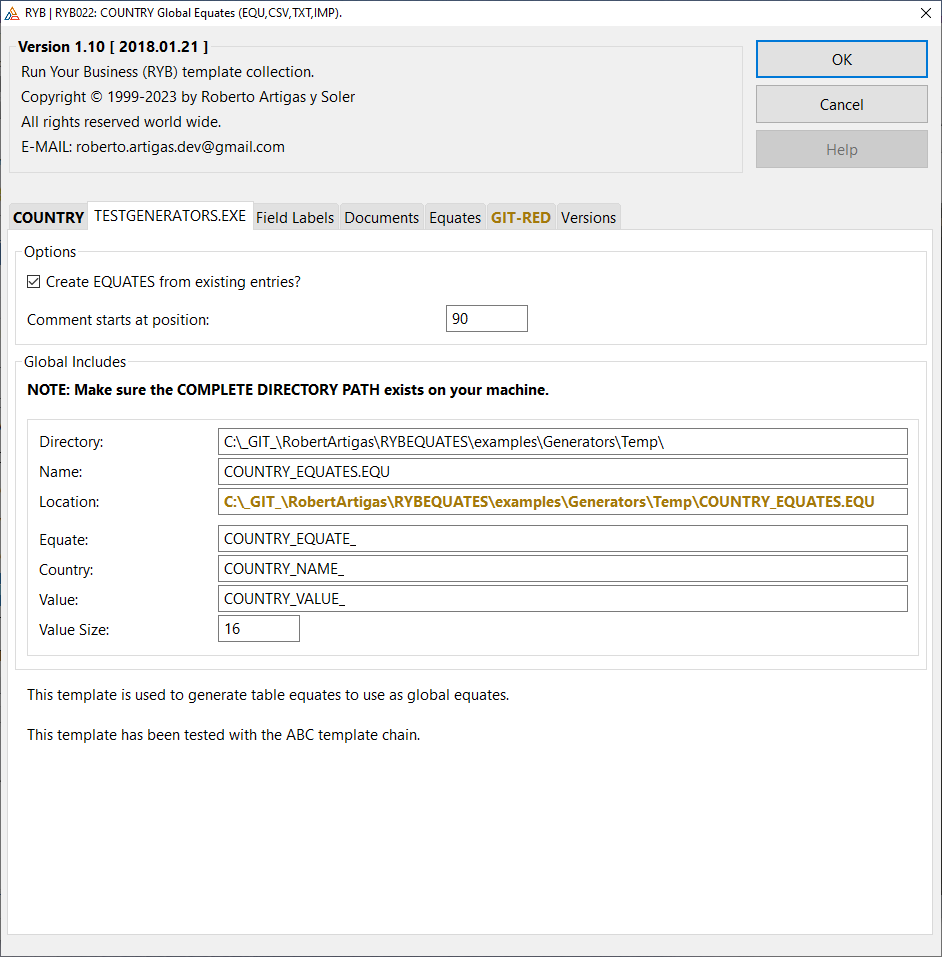 RYB | RYB022: COUNTRY Global Equates (EQU,CSV,TXT,IMP).
Version 1.10 [ 2018.01.21 ]
Run Your Business (RYB) template collection.
Copyright © 1999-2023 by Roberto Artigas y Soler
All rights reserved world wide.
E-MAIL: roberto.artigas.dev@gmail.com
OK
Cancel
Help
COUNTRY TESTGENERATORS.EXE Field Labels Documents Equates GIT-RED Versions
Options
Create EQUATES from existing entries?
Comment starts at position: 90
Global Includes
NOTE: Make sure the COMPLETE DIRECTORY PATH exists on your machine.
Directory: C:\_GIT_\RobertArtigas\RYBEQUATES\examples\Generators\Temp\
Name: COUNTRY_EQUATES.EQU
Location: C:\_GIT_\RobertArtigas\RYBEQUATES\examples\Generators\Temp\COUNTRY_EQUATES.EQU
Equate: COUNTRY_EQUATE_
Country: COUNTRY_NAME_
Value: COUNTRY_VALUE_
Value Size: 16
This template is used to generate table equates to use as global equates.
This template has been tested with the ABC template chain.